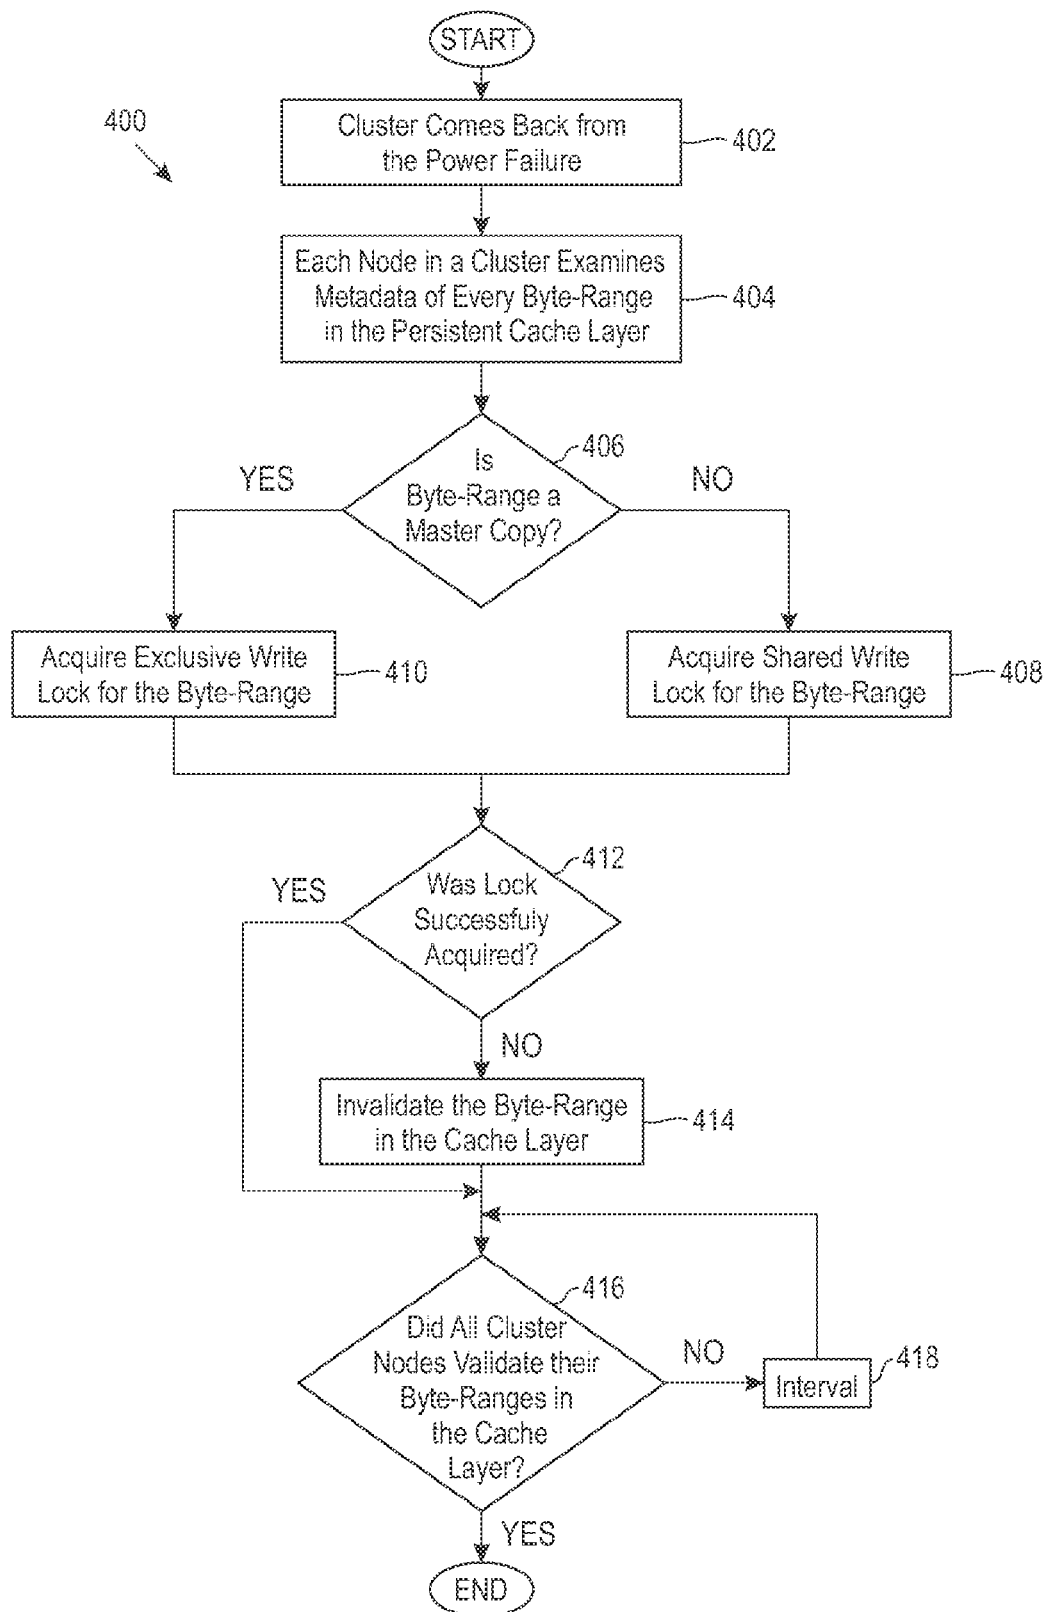 START
400
Cluster Comes Back from
the Power Failure
402
Each Node in a Cluster Examines
Metadata of Every Byte-Range
in the Persistent Cache Layer
404
406
Is
Byte-Range a
Master Copy?
YES
NO
Acquire Exclusive Write
Lock for the Byte-Range
410
Acquire Shared Write
Lock for the Byte-Range
408
412
Was Lock
Successfuly
Acquired?
YES
NO
Invalidate the Byte-Range
in the Cache Layer
414
416
Did All Cluster
Nodes Validate their
Byte-Ranges in
the Cache
Layer?
NO
Interval
418
YES
END